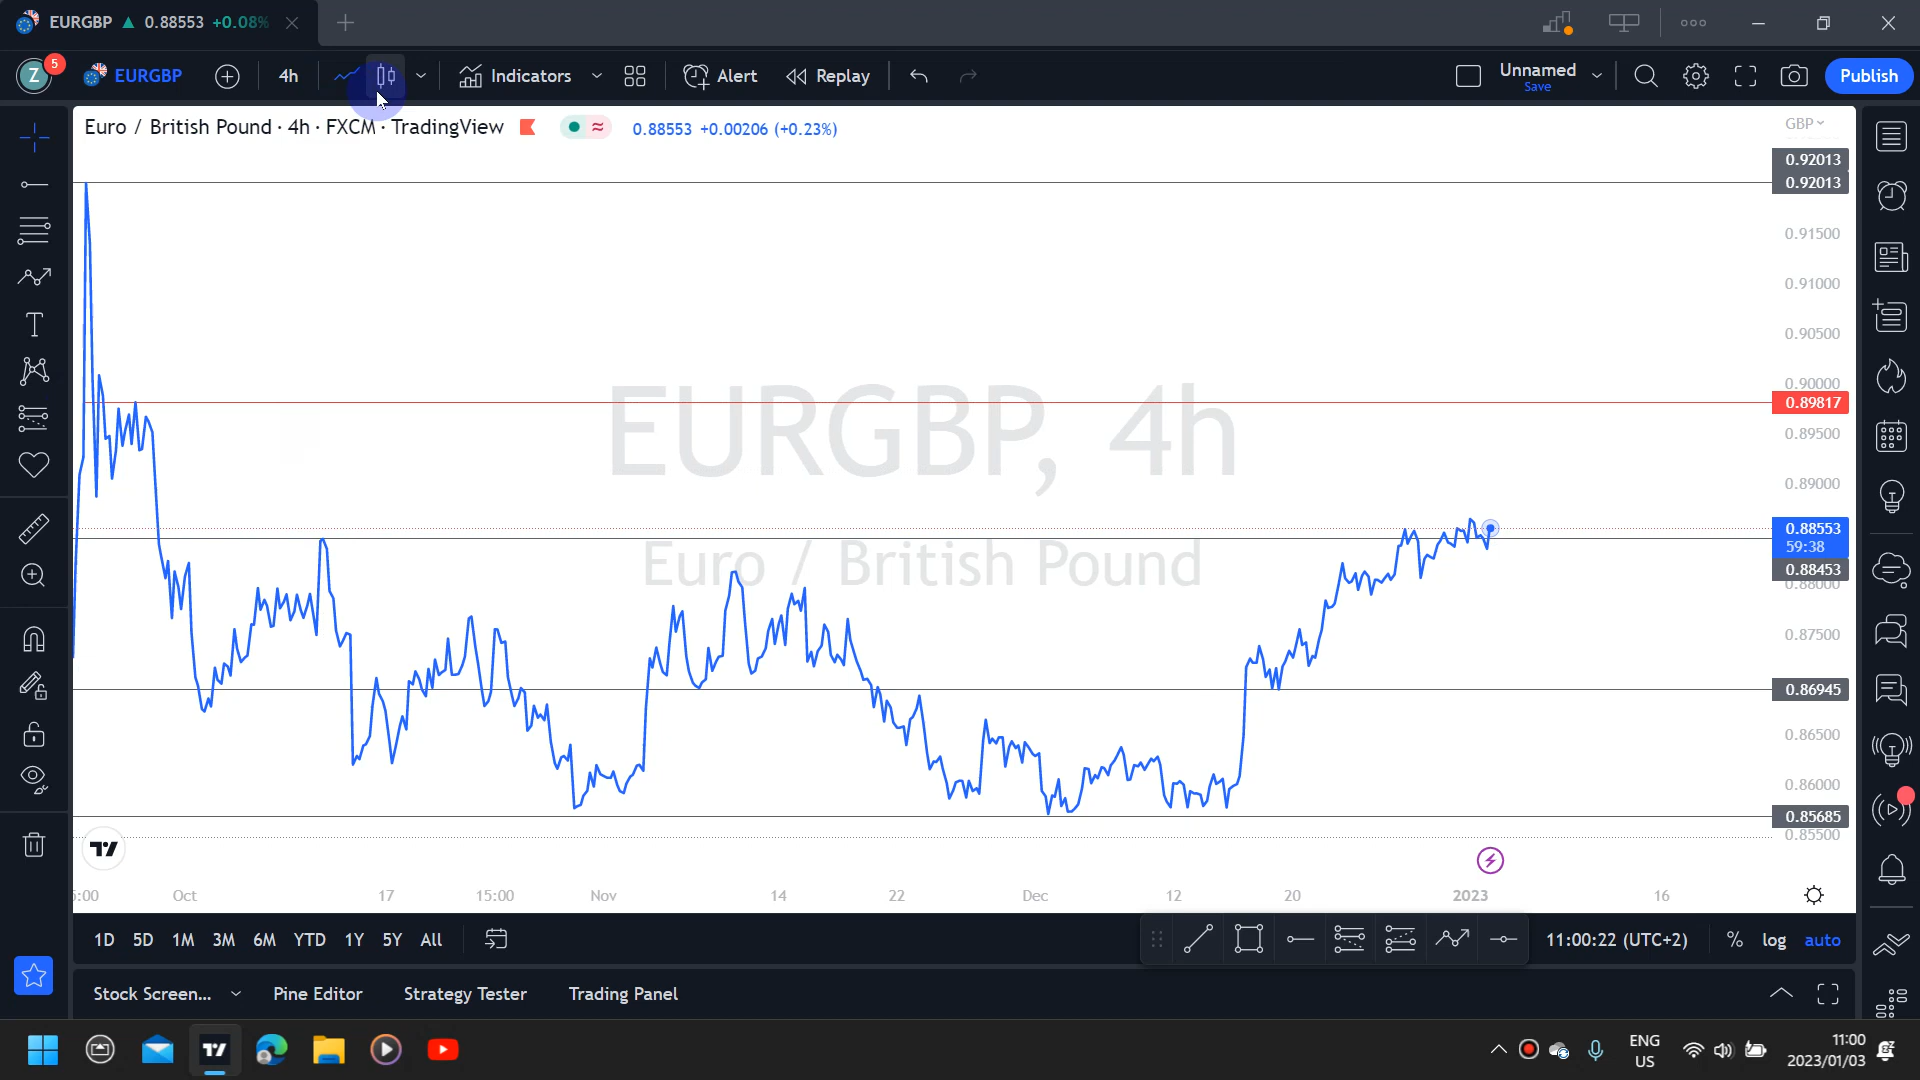 EURGBP ▲ 0.88553 +0.08%
Z
5
EURGBP
4h
Indicators
Alert
Replay
Unnamed
Save
Publish
Euro / British Pound · 4h · FXCM · TradingView
0.88553 +0.00206 (+0.23%)
GBP
0.92013
0.92013
0.91500
0.91000
0.90500
0.90000
0.89817
0.89500
0.89000
0.88553
59:38
0.88453
0.88000
0.87500
0.86945
0.86500
0.86000
0.85685
0.85500
EURGBP, 4h
Euro / British Pound
5:00 Oct 17 15:00 Nov 14 22 Dec 12 20 2023 16
1D 5D 1M 3M 6M YTD 1Y 5Y All
11:00:22 (UTC+2) % log auto
Stock Screen... Pine Editor Strategy Tester Trading Panel
ENG
US
11:00
2023/01/03